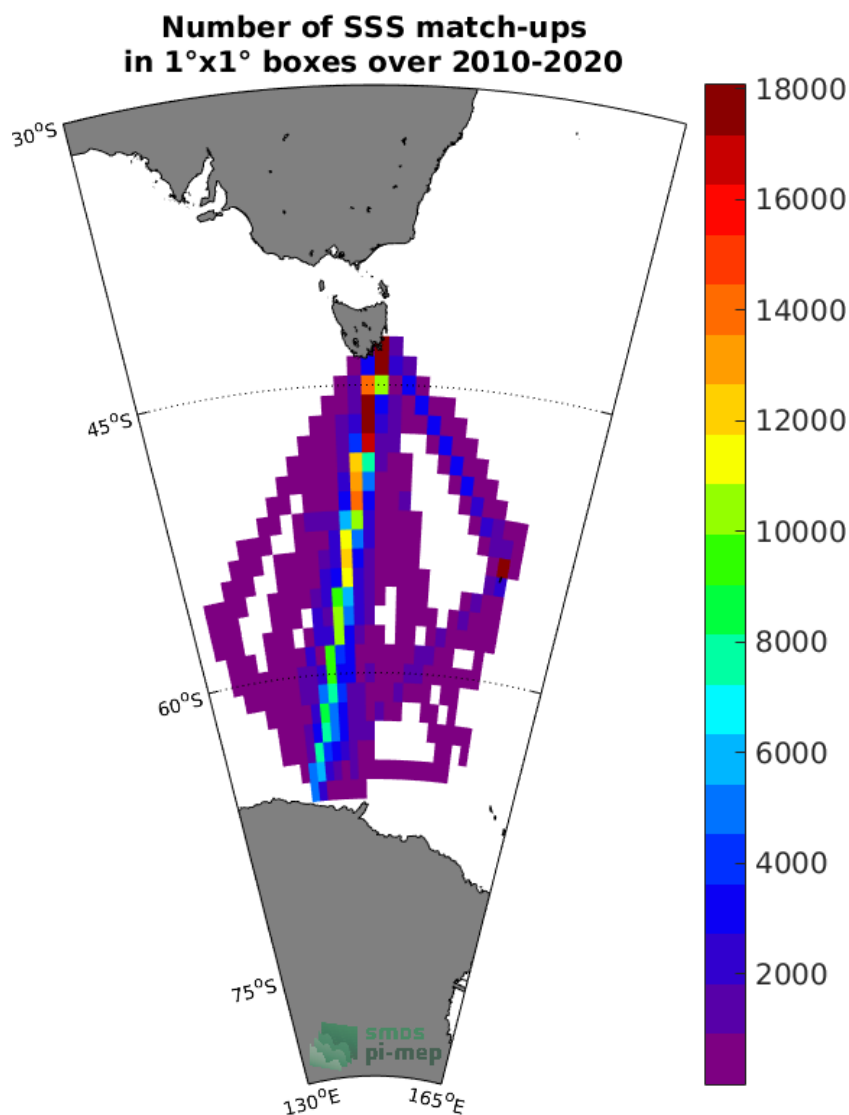 Number of SSS match-ups
in 1°x1° boxes over 2010-2020
18000
30°S
16000
14000
12000
45°S
10000
8000
60°S
6000
4000
2000
75°S
smos
pi-mep
130°E
165°E